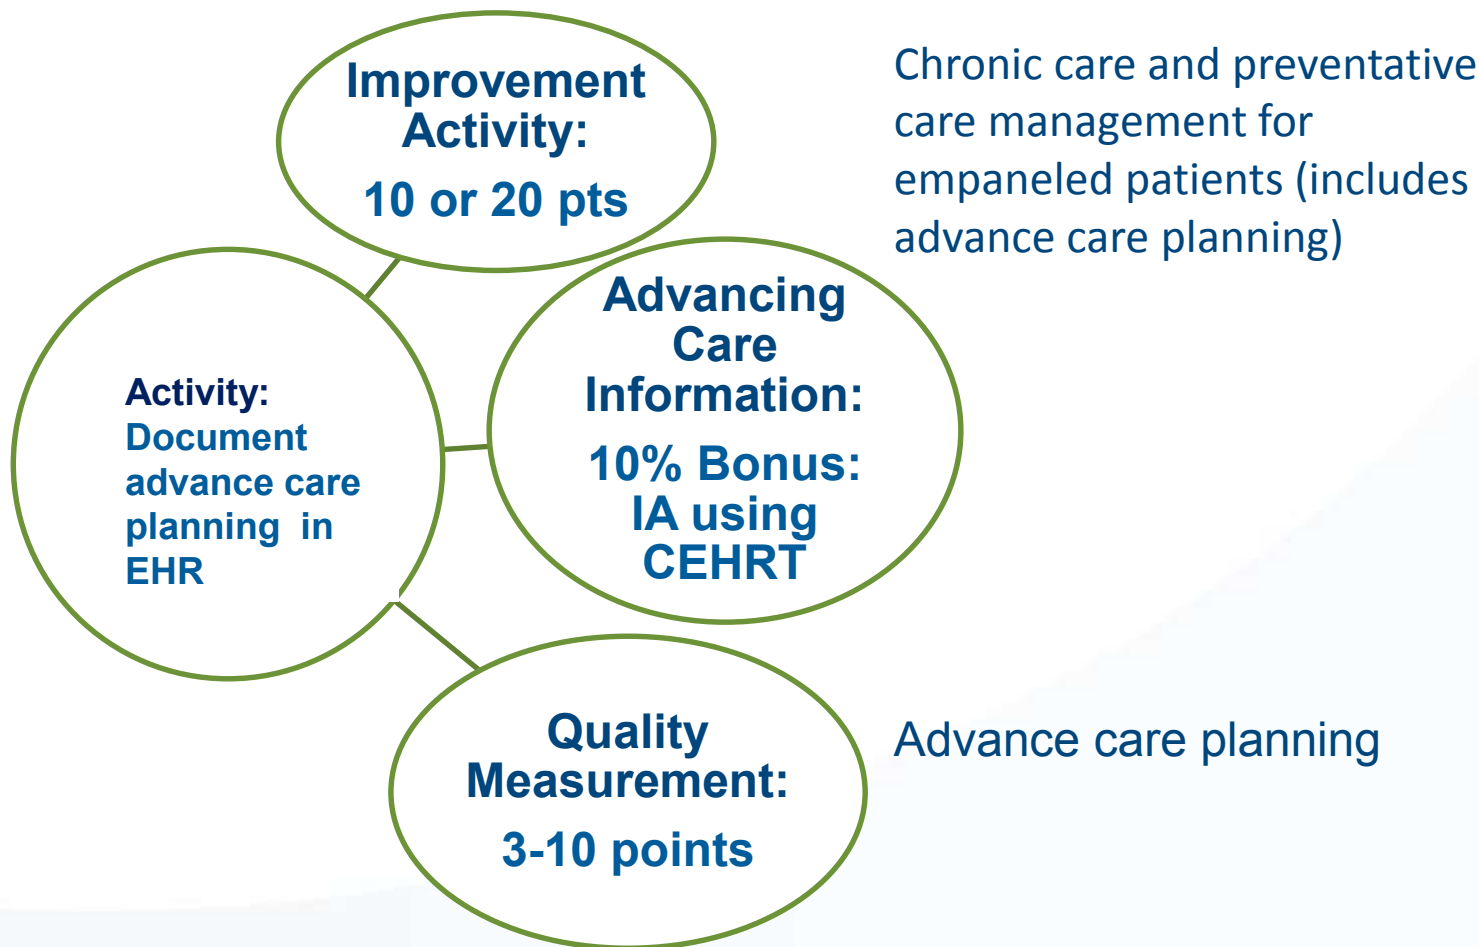 Improvement
Activity:
10 or 20 pts
Chronic care and preventative
care management for
empaneled patients (includes
advance care planning)
Activity:
Document
advance care
planning in
EHR
Advancing
Care
Information:
10% Bonus:
IA using
CEHRT
Quality
Measurement:
3-10 points
Advance care planning